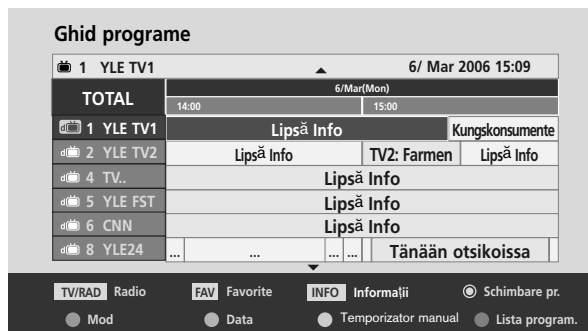 Ghid programe
1 YLE TV1 6/ Mar 2006 15:09
TOTAL 6/Mar(Mon)
14:00 15:00
1 YLE TV1 Lipsă Info Kungskonsumente
2 YLE TV2 Lipsă Info TV2: Farmen Lipsă Info
4 TV.. Lipsă Info
5 YLE FST Lipsă Info
6 CNN Lipsă Info
8 YLE24 ... ... ... ... Tänään otsikoissa
TV/RAD Radio FAV Favorite INFO Informaţii Schimbare pr.
Mod Data Temporizator manual Lista program.